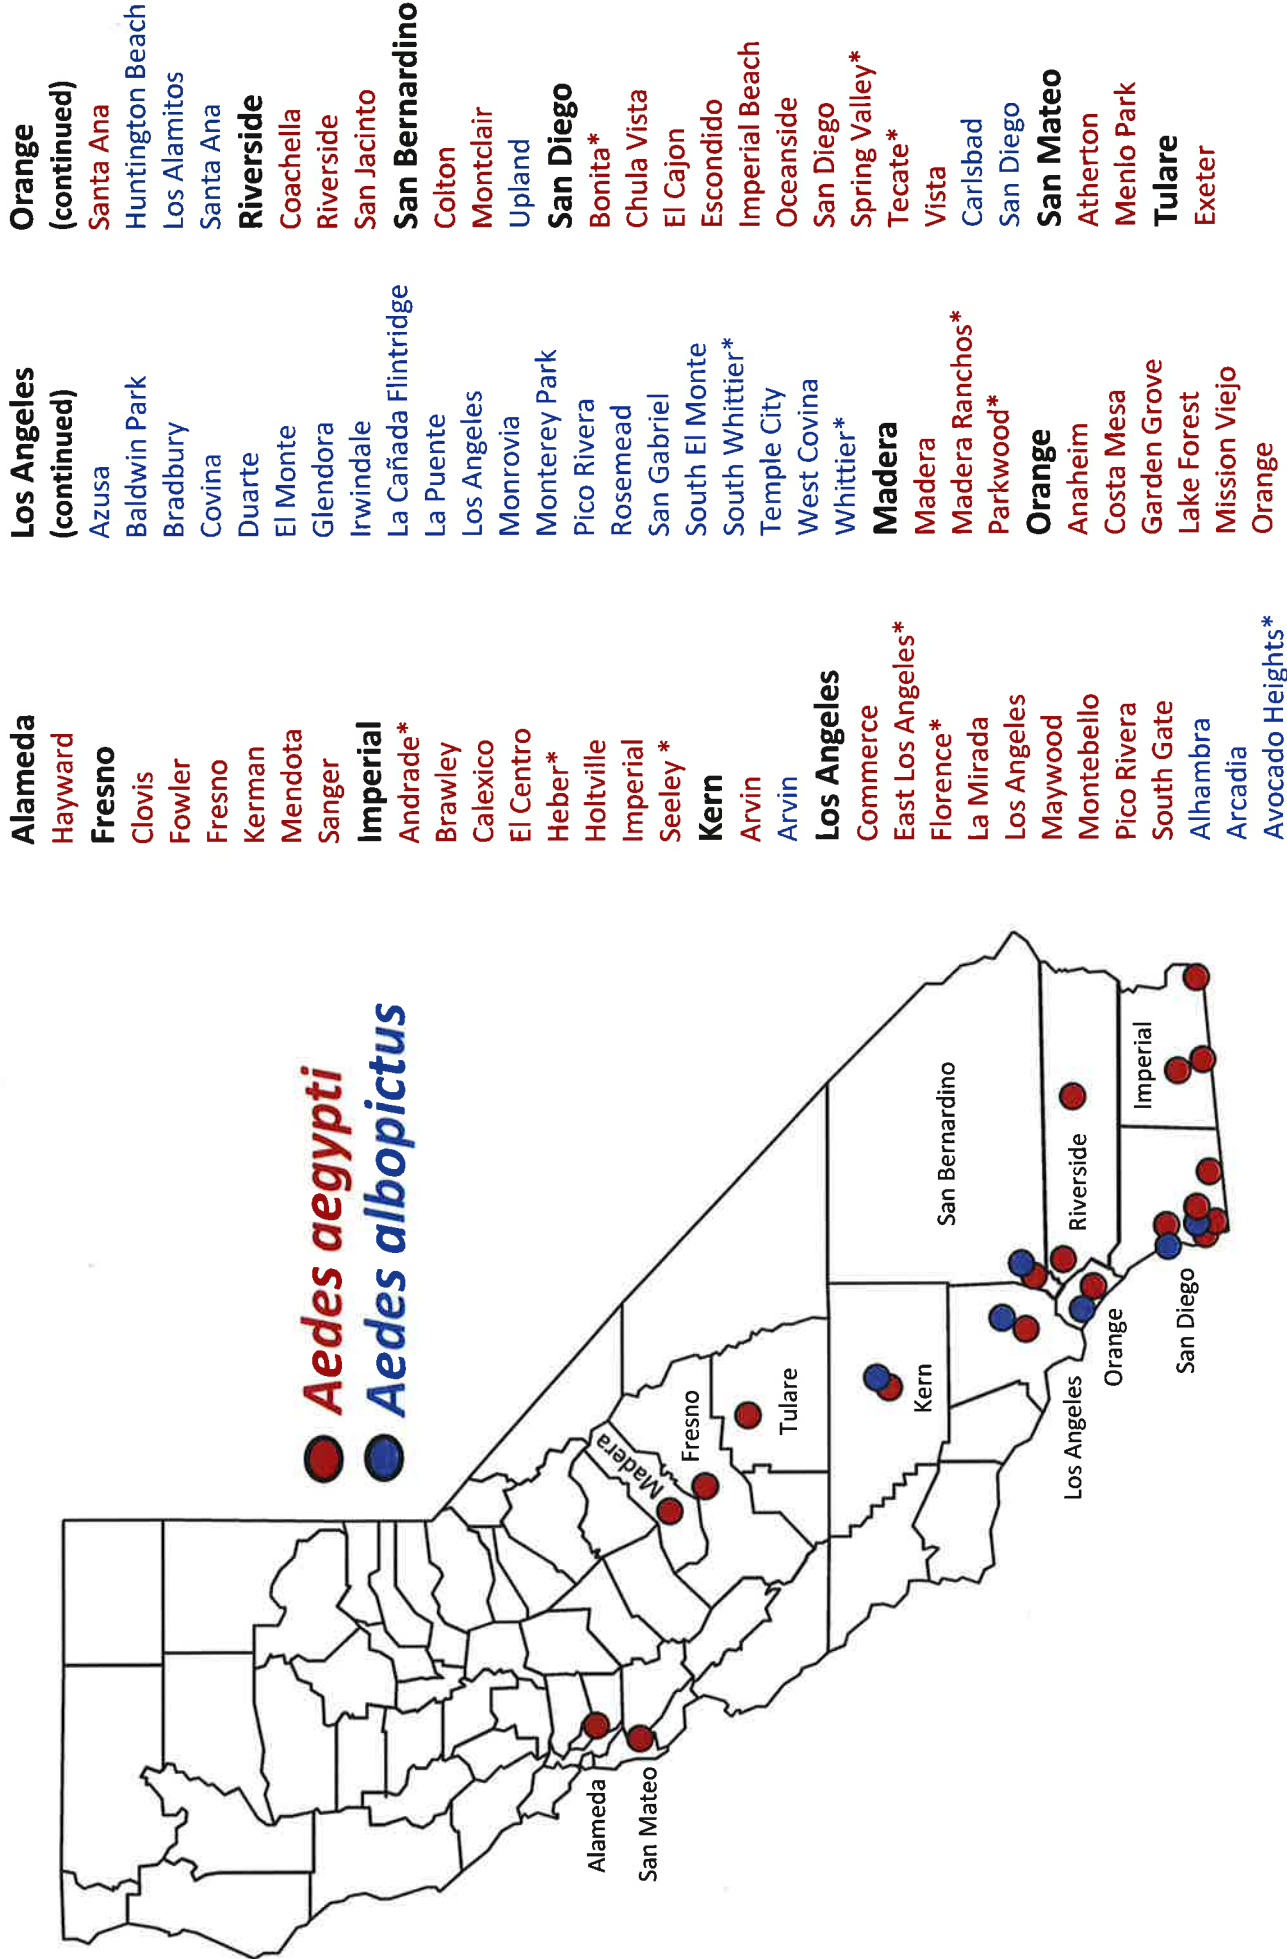 Aedes aegypti
Aedes albopictus
Alameda
San Mateo
Madera
Fresno
Tulare
Kern
Los Angeles
Orange
San Diego
San Bernardino
Riverside
Imperial
Alameda
Hayward
Fresno
Clovis
Fowler
Fresno
Kerman
Mendota
Sanger
Imperial
Andrade*
Brawley
Calexico
El Centro
Heber*
Holtville
Imperial
Seeley *
Kern
Arvin
Arvin
Los Angeles
Commerce
East Los Angeles*
Florence*
La Mirada
Los Angeles
Maywood
Montebello
Pico Rivera
South Gate
Alhambra
Arcadia
Avocado Heights*
Los Angeles
(continued)
Azusa
Baldwin Park
Bradbury
Covina
Duarte
El Monte
Glendora
Irwindale
La Cañada Flintridge
La Puente
Los Angeles
Monrovia
Monterey Park
Pico Rivera
Rosemead
San Gabriel
South El Monte
South Whittier*
Temple City
West Covina
Whittier*
Madera
Madera
Madera Ranchos*
Parkwood*
Orange
Anaheim
Costa Mesa
Garden Grove
Lake Forest
Mission Viejo
Orange
Orange
(continued)
Santa Ana
Huntington Beach
Los Alamitos
Santa Ana
Riverside
Coachella
Riverside
San Jacinto
San Bernardino
Colton
Montclair
Upland
San Diego
Bonita*
Chula Vista
El Cajon
Escondido
Imperial Beach
Oceanside
San Diego
Spring Valley*
Tecate*
Vista
Carlsbad
San Diego
San Mateo
Atherton
Menlo Park
Tulare
Exeter